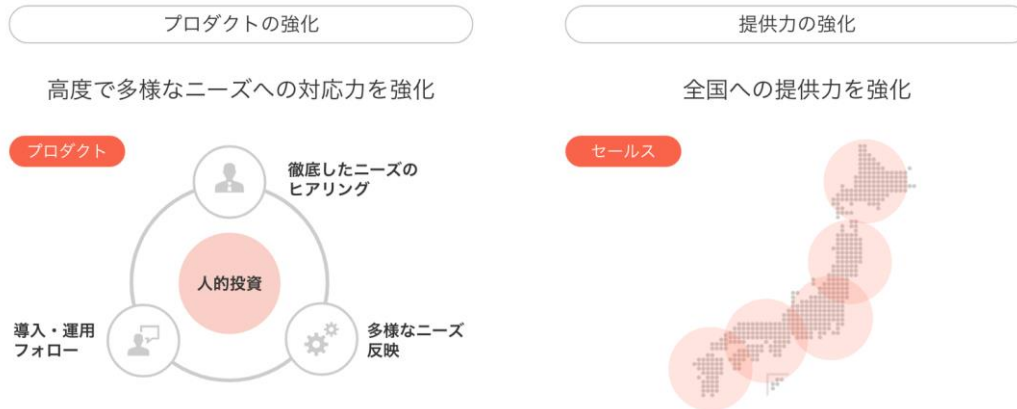 プロダクトの強化
高度で多様なニーズへの対応力を強化
プロダクト
徹底したニーズの
ヒアリング
人的投資
導入・運用
フォロー
多様なニーズ
反映
提供力の強化
全国への提供力を強化
セールス